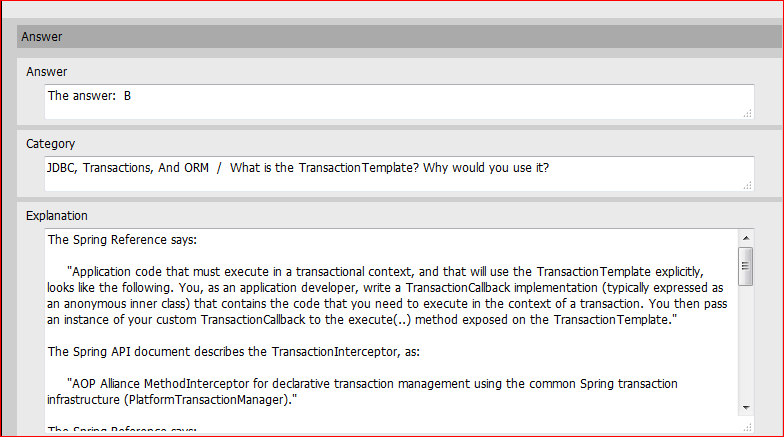 Answer
Answer
The answer:  B
Category
JDBC, Transactions, And ORM  /  What is the TransactionTemplate? Why would you use it?
Explanation
The Spring Reference says:
"Application code that must execute in a transactional context, and that will use the TransactionTemplate explicitly,
looks like the following. You, as an application developer, write a TransactionCallback implementation (typically expressed as
an anonymous inner class) that contains the code that you need to execute in the context of a transaction. You then pass
an instance of your custom TransactionCallback to the execute(..) method exposed on the TransactionTemplate."
The Spring API document describes the TransactionInterceptor, as:
"AOP Alliance MethodInterceptor for declarative transaction management using the common Spring transaction
infrastructure (PlatformTransactionManager)."
The Spring Reference says: